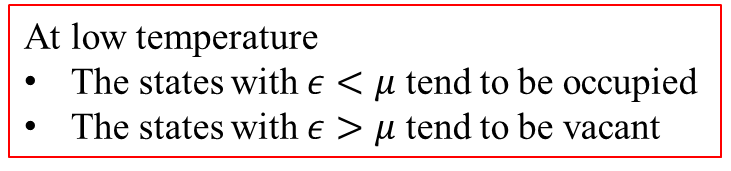 At low temperature
• The states with ϵ < μ tend to be occupied
• The states with ϵ > μ tend to be vacant